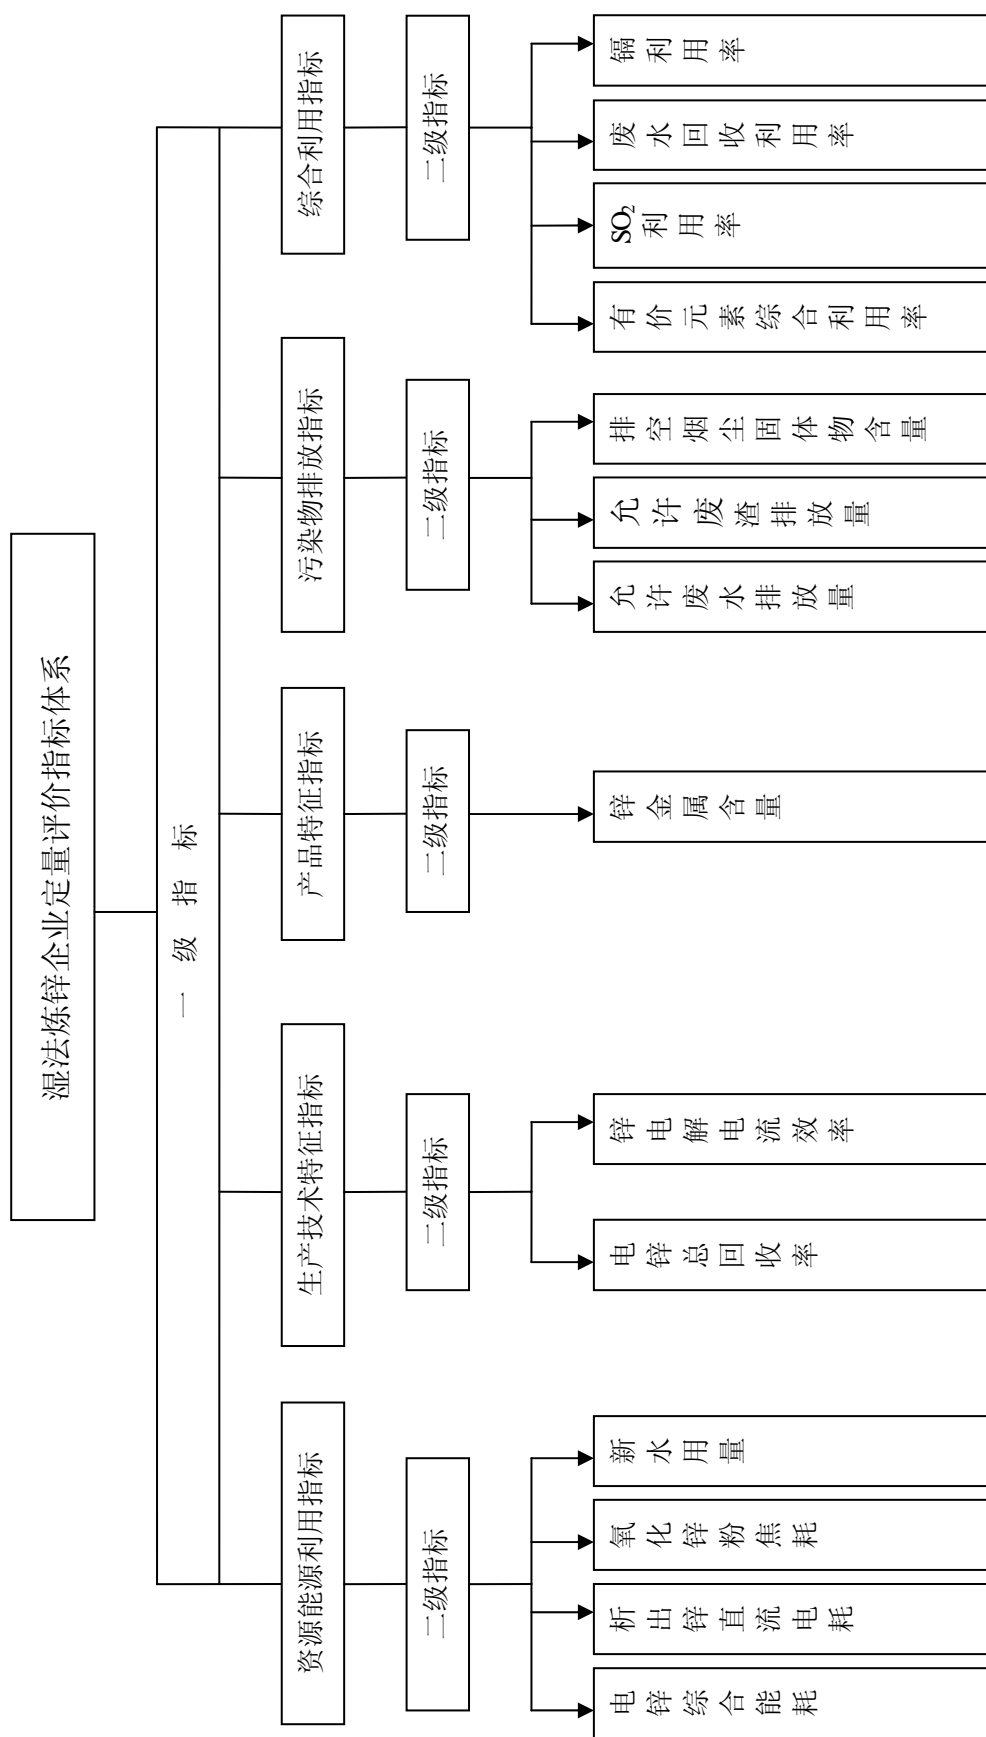 湿法炼锌企业定量评价指标体系
一级指标
资源能源利用指标
生产技术特征指标
产品特征指标
污染物排放指标
综合利用指标
二级指标
二级指标
二级指标
二级指标
二级指标
电锌综合能耗
析出锌直流电耗
氧化锌粉焦耗
新水用量
电锌总回收率
锌电解电流效率
锌金属含量
允许废水排放量
允许废渣排放量
排空烟尘固体物含量
有价元素综合利用率
SO₂利用率
废水回收利用率
镉利用率